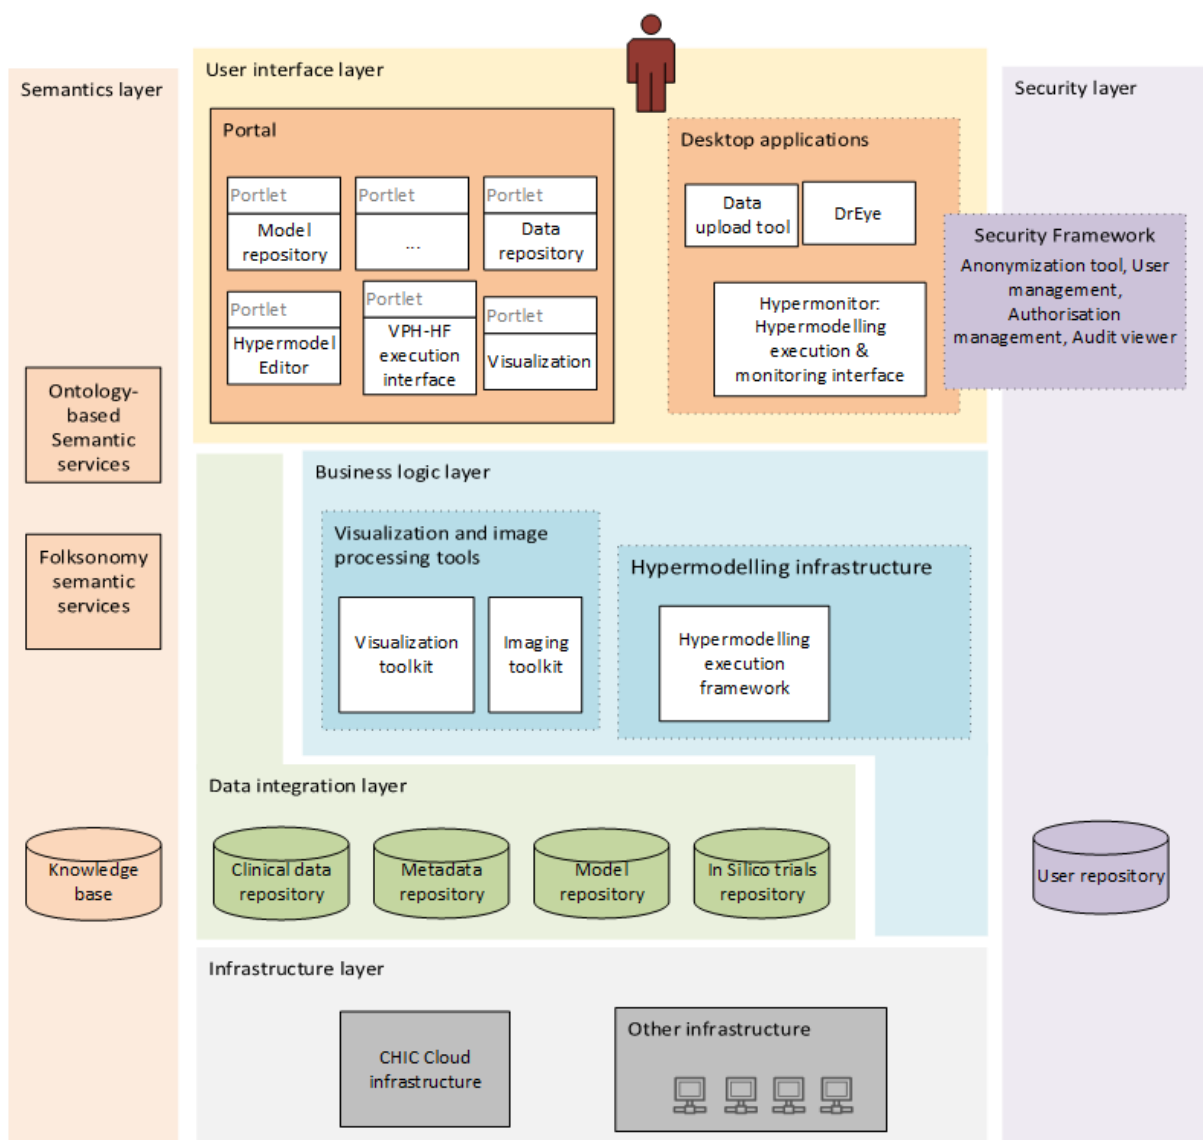 Semantics layer
Ontology-
based
Semantic
services
Folksonomy
semantic
services
Knowledge
base
User interface layer
Portal
Portlet
Model
repository
Portlet
...
Portlet
Data
repository
Portlet
Hypermodel
Editor
Portlet
VPH-HF
execution
interface
Portlet
Visualization
Desktop applications
Data
upload tool
DrEye
Hypermonitor:
Hypermodelling
execution &
monitoring interface
Security layer
Security Framework
Anonymization tool, User
management,
Authorisation
management, Audit viewer
User repository
Business logic layer
Visualization and image
processing tools
Visualization
toolkit
Imaging
toolkit
Hypermodelling infrastructure
Hypermodelling
execution
framework
Data integration layer
Clinical data
repository
Metadata
repository
Model
repository
In Silico trials
repository
Infrastructure layer
CHIC Cloud
infrastructure
Other infrastructure